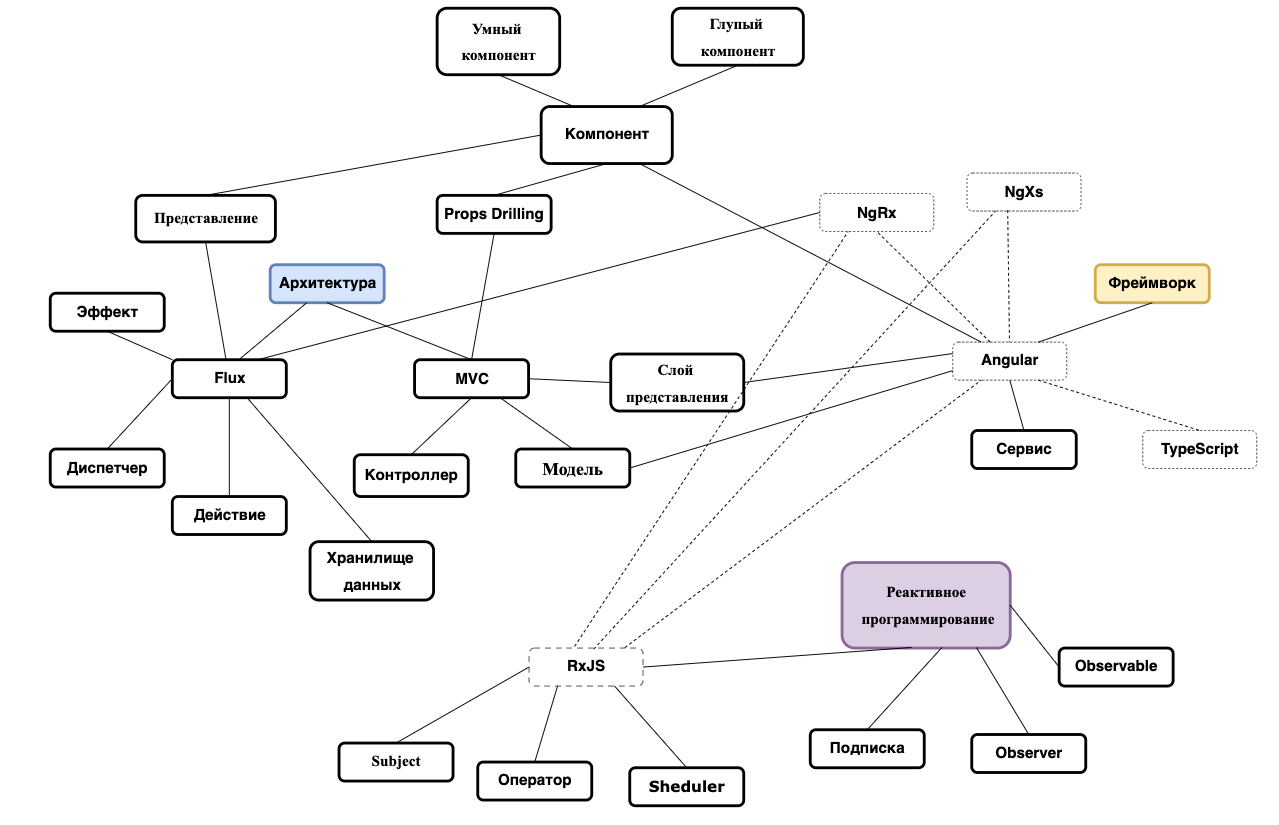 Умный
компонент
Глупый
компонент
Компонент
NgXs
Представление
Props Drilling
NgRx
Архитектура
Фреймворк
Эффект
Angular
Flux
MVC
Слой
представления
Диспетчер
Контроллер
Модель
Сервис
TypeScript
Действие
Хранилище
данных
Реактивное
программирование
RxJS
Observable
Subject
Оператор
Sheduler
Подписка
Observer